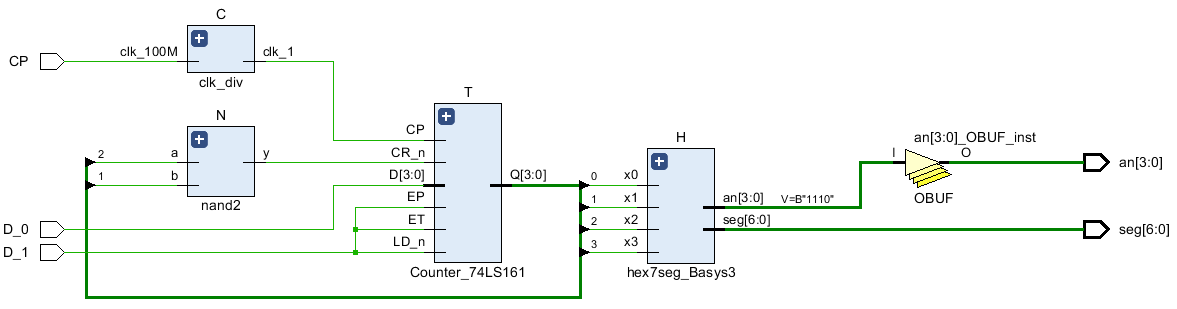 C
CP
clk_100M
clk_1
clk_div
N
2
a
y
1
b
nand2
D_0
D_1
T
CP
CR_n
D[3:0]
Q[3:0]
EP
ET
LD_n
Counter_74LS161
H
0
x0
1
x1
2
x2
3
x3
an[3:0]
V=B"1110"
seg[6:0]
hex7seg_Basys3
an[3:0]_OBUF_inst
I
O
OBUF
an[3:0]
seg[6:0]